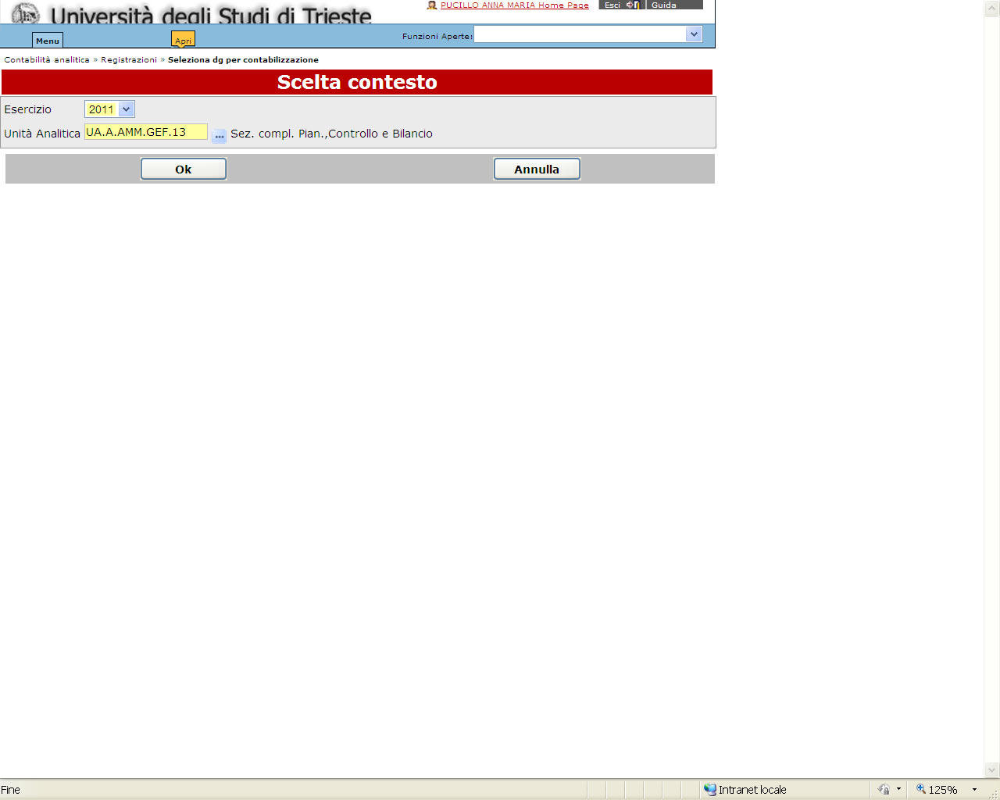 Università degli Studi di Trieste
PUCILLO ANNA MARIA Home Page Esci Guida
Menu Apri Funzioni Aperte:
Contabilità analitica » Registrazioni » Seleziona dg per contabilizzazione
Scelta contesto
Esercizio 2011
Unità Analitica UA.A.AMM.GEF.13 ... Sez. compl. Pian.,Controllo e Bilancio
Ok Annulla
Fine Intranet locale 125%